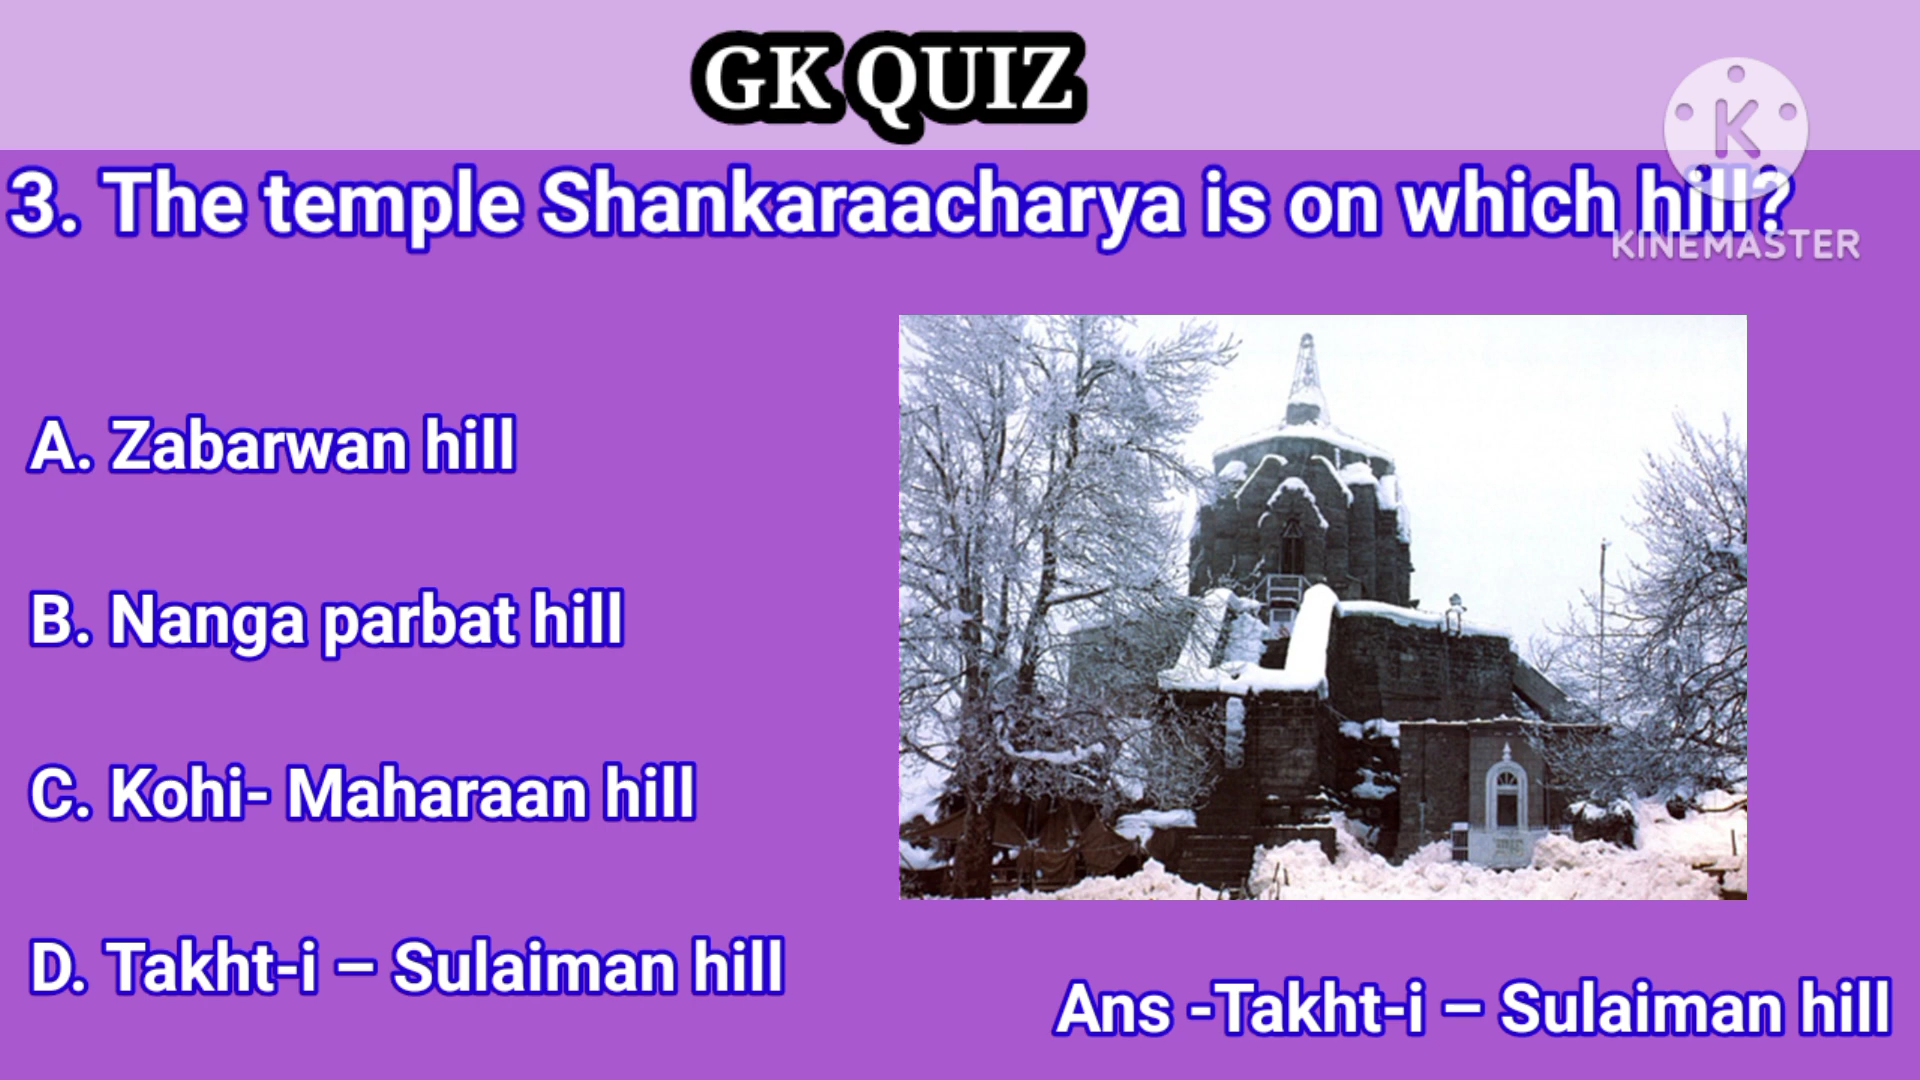 GK QUIZ
3. The temple Shankaraacharya is on which hill?
K
KINEMASTER
A. Zabarwan hill
B. Nanga parbat hill
C. Kohi- Maharaan hill
D. Takht-i – Sulaiman hill
Ans -Takht-i – Sulaiman hill